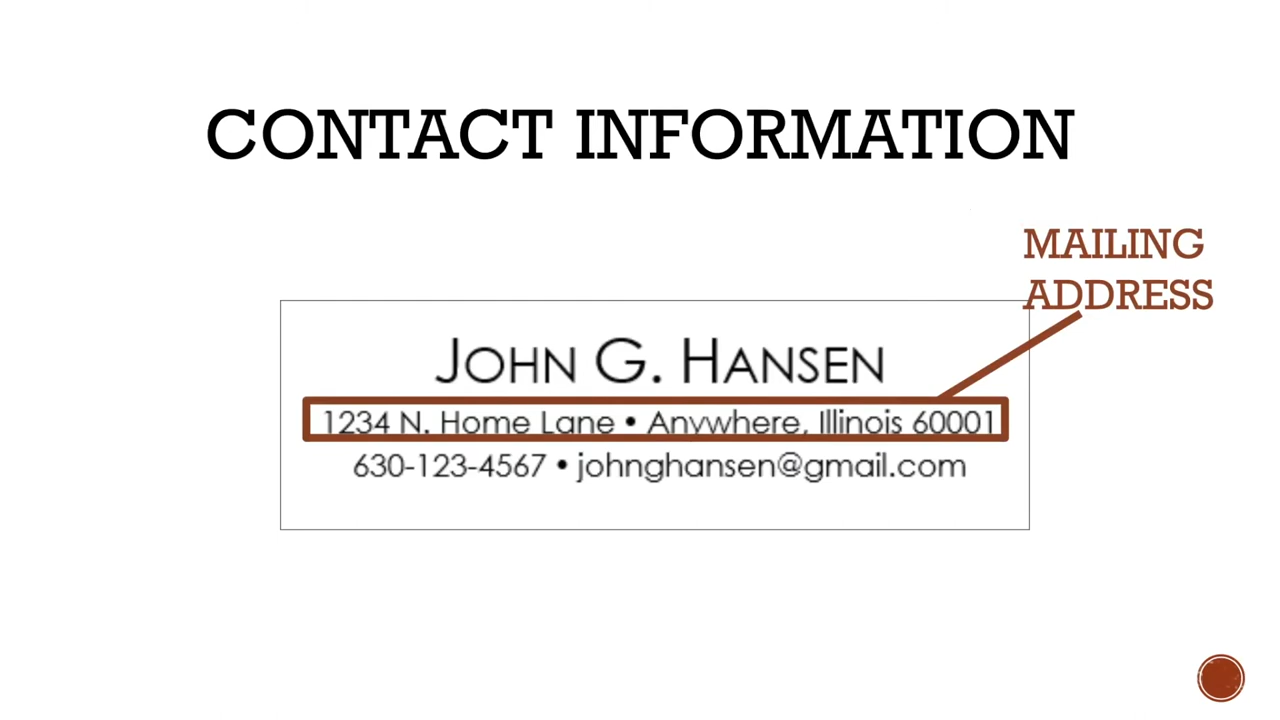 CONTACT INFORMATION
MAILING
ADDRESS
JOHN G. HANSEN
1234 N. Home Lane • Anywhere, Illinois 60001
630-123-4567 • johnghansen@gmail.com